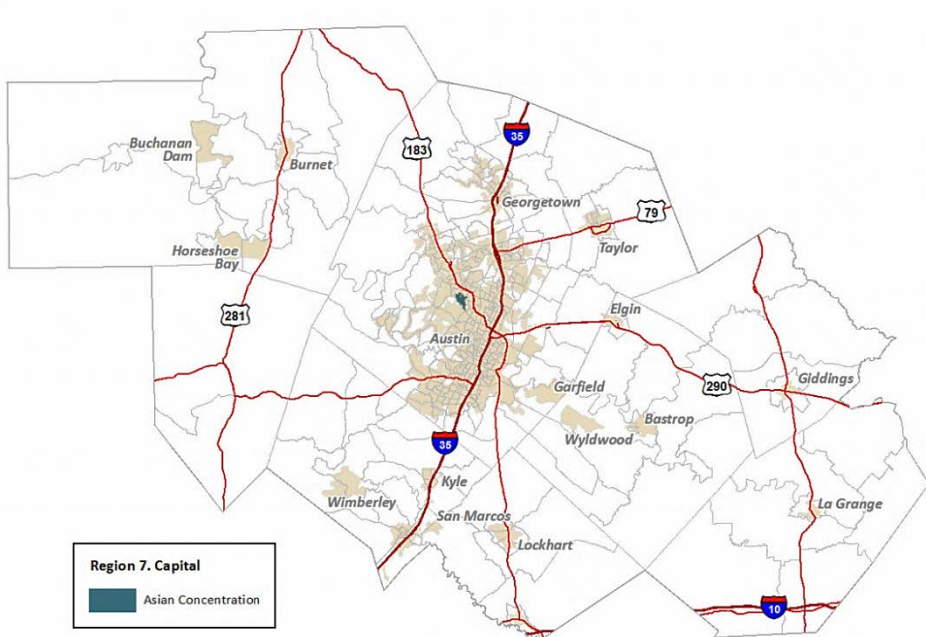 35
183
Buchanan
Dam
Burnet
Georgetown
79
Taylor
Horseshoe
Bay
281
Elgin
Austin
290
Giddings
Garfield
Bastrop
Wyldwood
35
Kyle
Wimberley
San Marcos
La Grange
Lockhart
Region 7. Capital
Asian Concentration
10